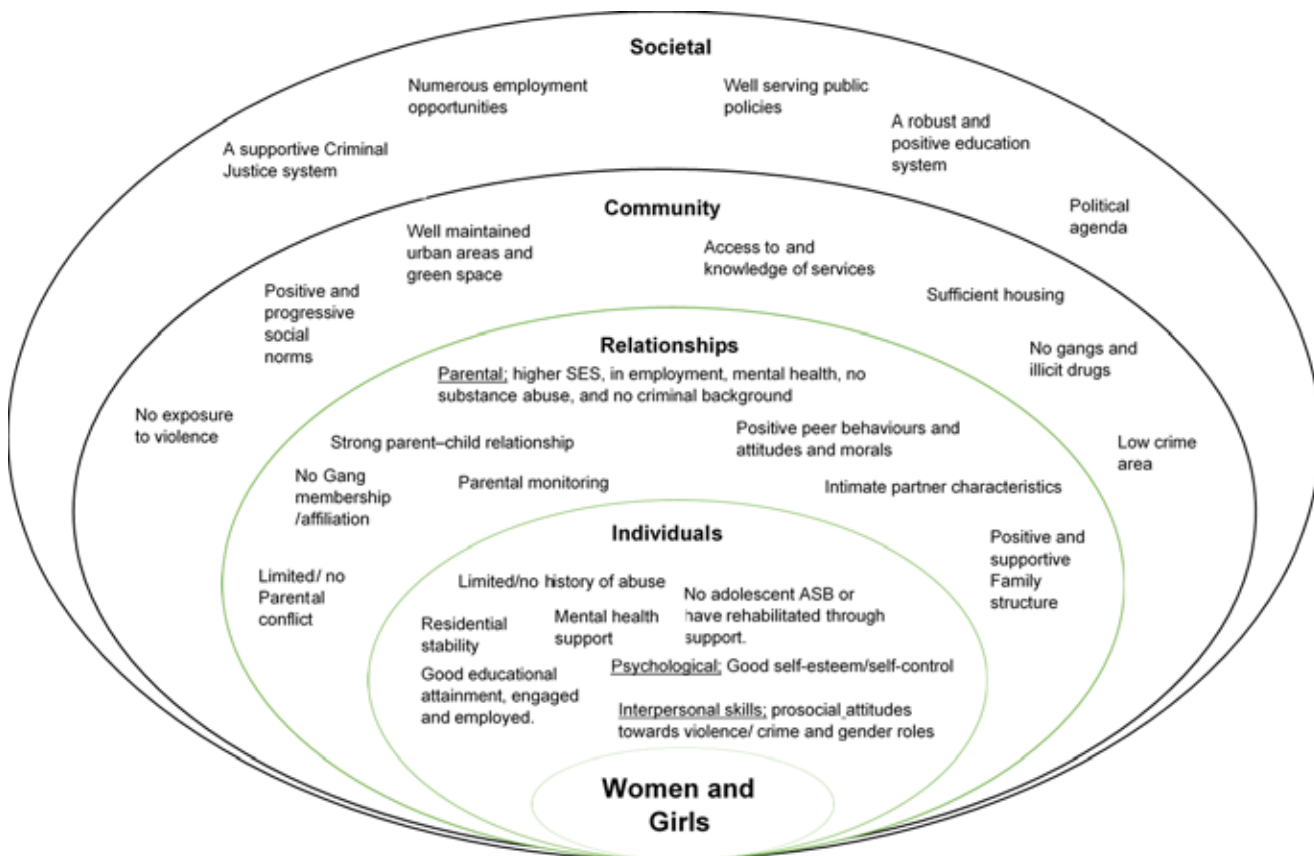 Societal
Numerous employment
opportunities
Well serving public
policies
A supportive Criminal
Justice system
A robust and
positive education
system
Political
agenda
Community
Well maintained
urban areas and
green space
Access to and
knowledge of services
Positive and
progressive
social
norms
Sufficient housing
No gangs and
illicit drugs
No exposure
to violence
Low crime
area
Relationships
Parental; higher SES, in employment, mental health, no
substance abuse, and no criminal background
Strong parent–child relationship
Positive peer behaviours and
attitudes and morals
No Gang
membership
/affiliation
Parental monitoring
Intimate partner characteristics
Limited/ no
Parental
conflict
Positive and
supportive
Family
structure
Individuals
Limited/no history of abuse
No adolescent ASB or
have rehabilitated through
support.
Residential
stability
Mental health
support
Good educational
attainment, engaged
and employed.
Psychological; Good self-esteem/self-control
Interpersonal skills; prosocial attitudes
towards violence/ crime and gender roles
Women and
Girls